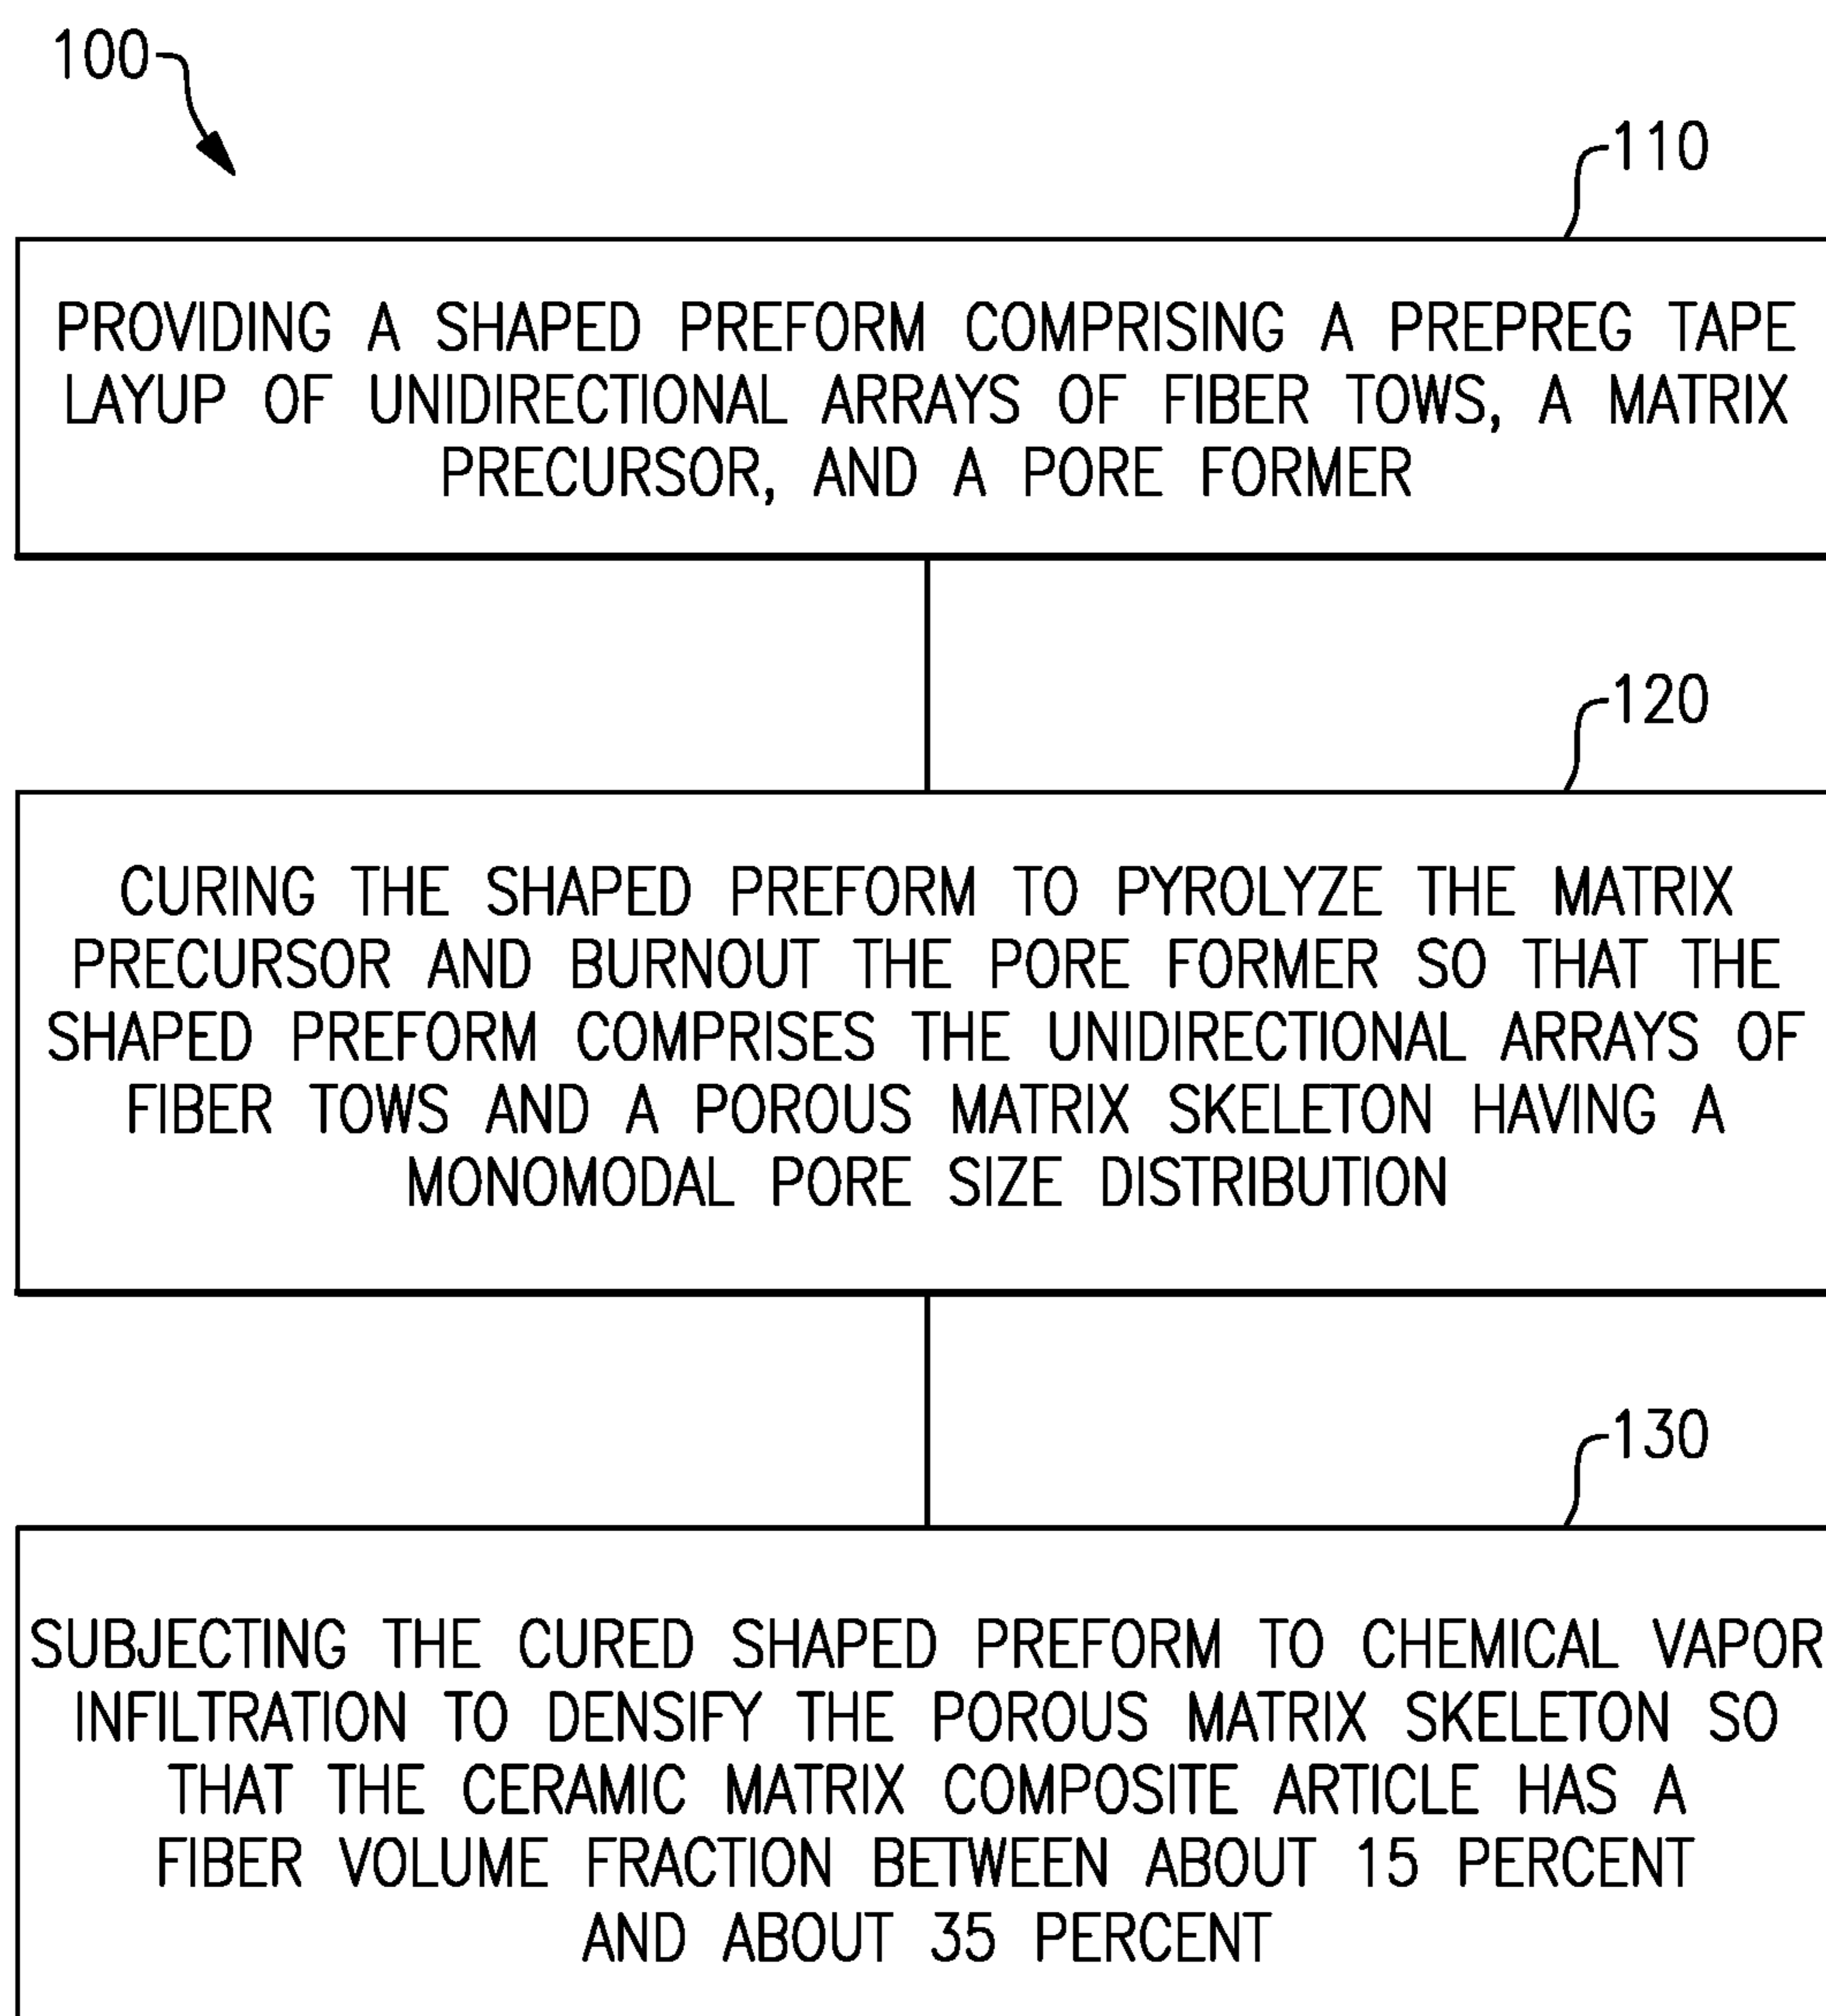 100
110
PROVIDING A SHAPED PREFORM COMPRISING A PREPREG TAPE
LAYUP OF UNIDIRECTIONAL ARRAYS OF FIBER TOWS, A MATRIX
PRECURSOR, AND A PORE FORMER
120
CURING THE SHAPED PREFORM TO PYROLYZE THE MATRIX
PRECURSOR AND BURNOUT THE PORE FORMER SO THAT THE
SHAPED PREFORM COMPRISES THE UNIDIRECTIONAL ARRAYS OF
FIBER TOWS AND A POROUS MATRIX SKELETON HAVING A
MONOMODAL PORE SIZE DISTRIBUTION
130
SUBJECTING THE CURED SHAPED PREFORM TO CHEMICAL VAPOR
INFILTRATION TO DENSIFY THE POROUS MATRIX SKELETON SO
THAT THE CERAMIC MATRIX COMPOSITE ARTICLE HAS A
FIBER VOLUME FRACTION BETWEEN ABOUT 15 PERCENT
AND ABOUT 35 PERCENT